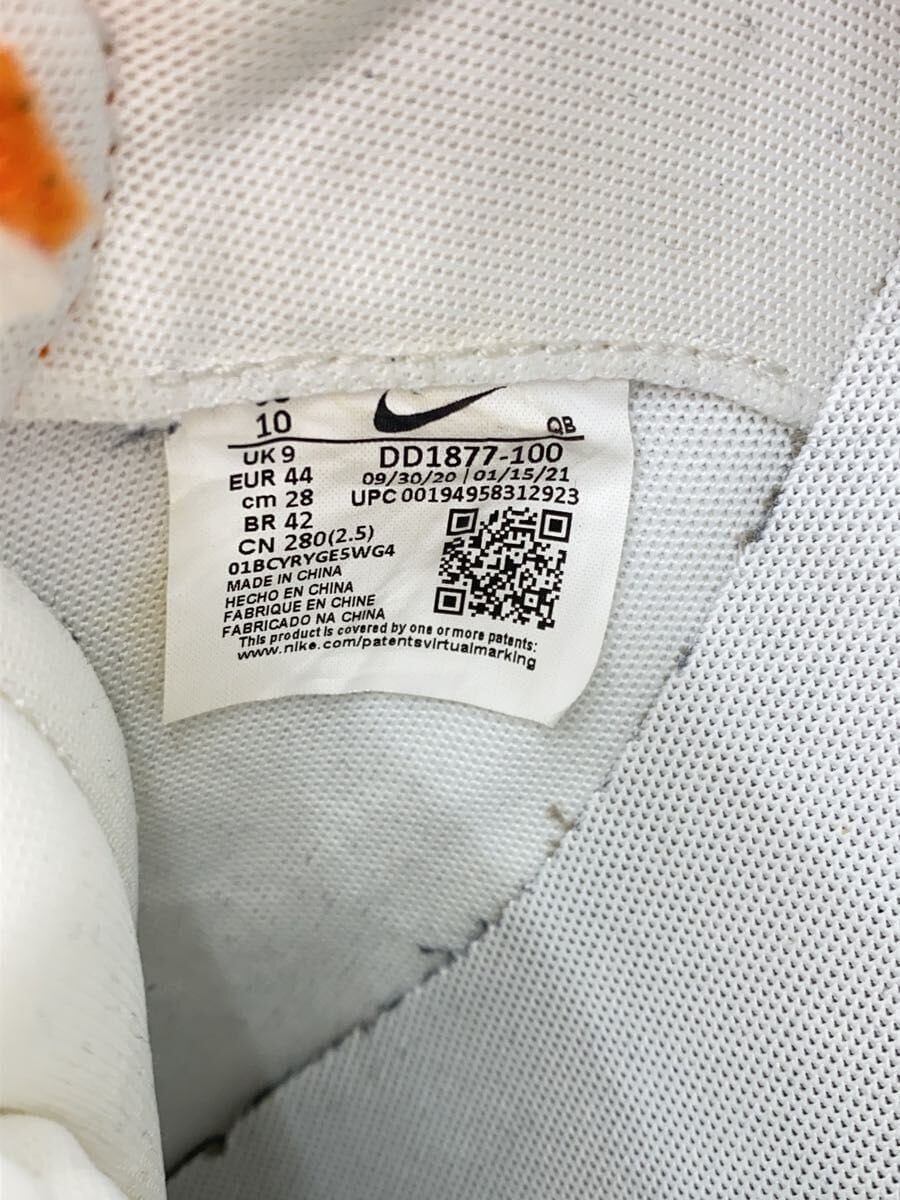 10
QB
UK 9
DD1877-100
EUR 44
09/30/20 | 01/15/21
cm 28
UPC 00194958312923
BR 42
CN 280(2.5)
01BCYRYGE5WG4
MADE IN CHINA
HECHO EN CHINA
FABRIQUE EN CHINE
FABRICADO NA CHINA
This product is covered by one or more patents:
www.nike.com/patentsvirtualmarking